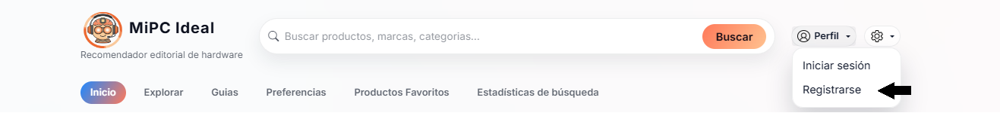 MiPC Ideal
Recomendador editorial de hardware
Buscar productos, marcas, categorias...
Buscar
Perfil
Iniciar sesión
Registrarse
Inicio
Explorar
Guias
Preferencias
Productos Favoritos
Estadísticas de búsqueda